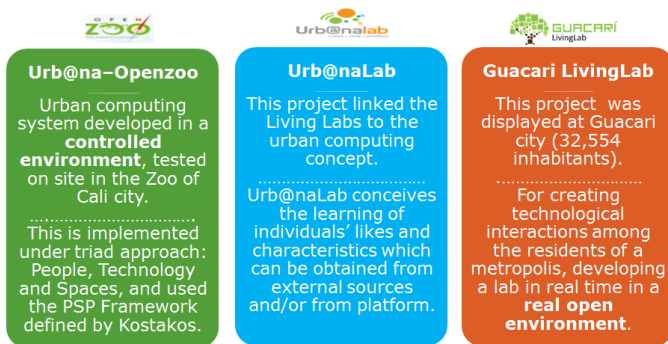 OPEN
ZOO
Urb@nalab
GUACARÍ
LivingLab
Urb@na–Openzoo
Urban computing
system developed in a
controlled
environment, tested
on site in the Zoo of
Cali city.
This is implemented
under triad approach:
People, Technology
and Spaces, and used
the PSP Framework
defined by Kostakos.
Urb@naLab
This project linked the
Living Labs to the
urban computing
concept.
Urb@naLab conceives
the learning of
individuals’ likes and
characteristics which
can be obtained from
external sources
and/or from platform.
Guacari LivingLab
This project was
displayed at Guacari
city (32,554
inhabitants).
For creating
technological
interactions among
the residents of a
metropolis, developing
a lab in real time in a
real open
environment.